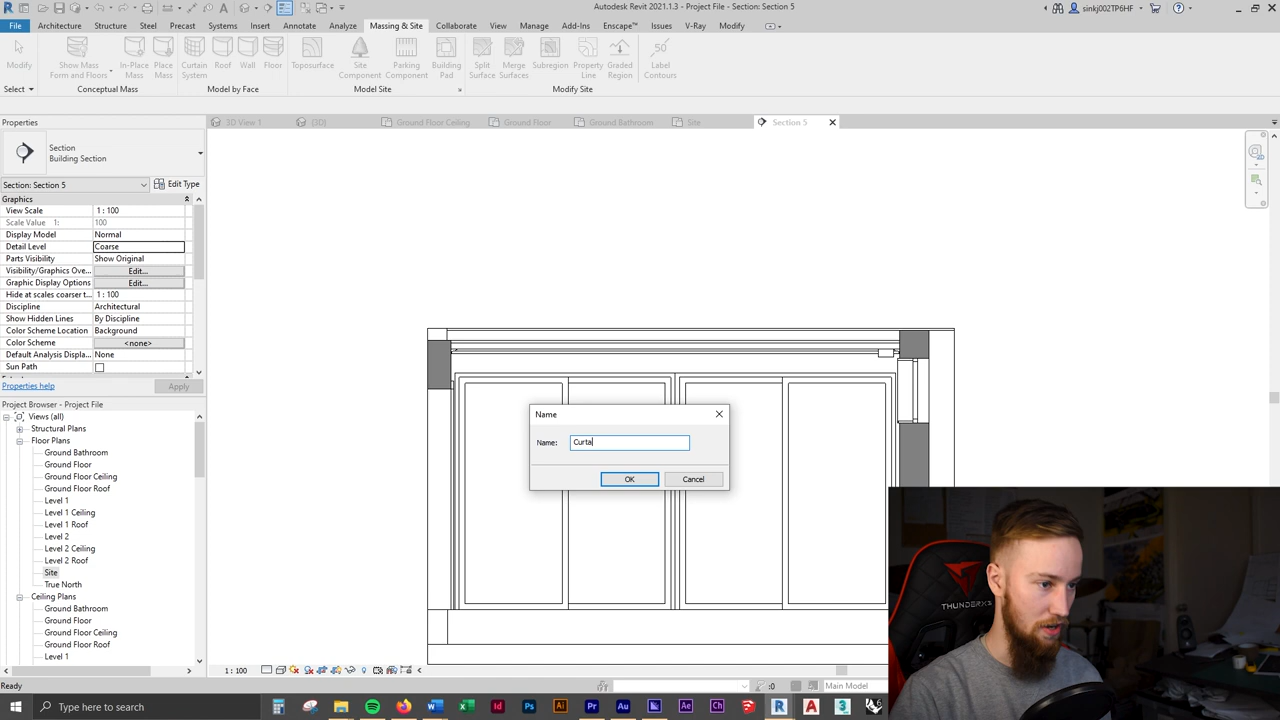 Autodesk Revit 2021.1.3 - Project File - Section: Section 5
sinkj002TP6HF
File Architecture Structure Steel Precast Systems Insert Annotate Analyze Massing & Site Collaborate View Manage Add-Ins Enscape™ Issues V-Ray Modify
Modify
Show Mass Form and Floors
In-Place Mass
Place Mass
Curtain System
Roof
Wall
Floor
Toposurface
Site Component
Parking Component
Building Pad
Split Surface
Merge Surfaces
Subregion
Property Line
Graded Region
Label Contours
Select
Conceptual Mass
Model by Face
Model Site
Modify Site
Properties
3D View 1
{3D}
Ground Floor Ceiling
Ground Floor
Ground Bathroom
Site
Section 5
Section
Building Section
Section: Section 5
Edit Type
Graphics
View Scale 1 : 100
Scale Value 1: 100
Display Model Normal
Detail Level Coarse
Parts Visibility Show Original
Visibility/Graphics Ove... Edit...
Graphic Display Options Edit...
Hide at scales coarser t... 1 : 100
Discipline Architectural
Show Hidden Lines By Discipline
Color Scheme Location Background
Color Scheme <none>
Default Analysis Displa... None
Sun Path
Properties help
Apply
Project Browser - Project File
Views (all)
Structural Plans
Floor Plans
Ground Bathroom
Ground Floor
Ground Floor Ceiling
Ground Floor Roof
Level 1
Level 1 Ceiling
Level 1 Roof
Level 2
Level 2 Ceiling
Level 2 Roof
Site
True North
Ceiling Plans
Ground Bathroom
Ground Floor
Ground Floor Ceiling
Ground Floor Roof
Level 1
Name
Name: Curta
OK
Cancel
THUNDERX3
1 : 100
Ready
:0
Main Model
Type here to search